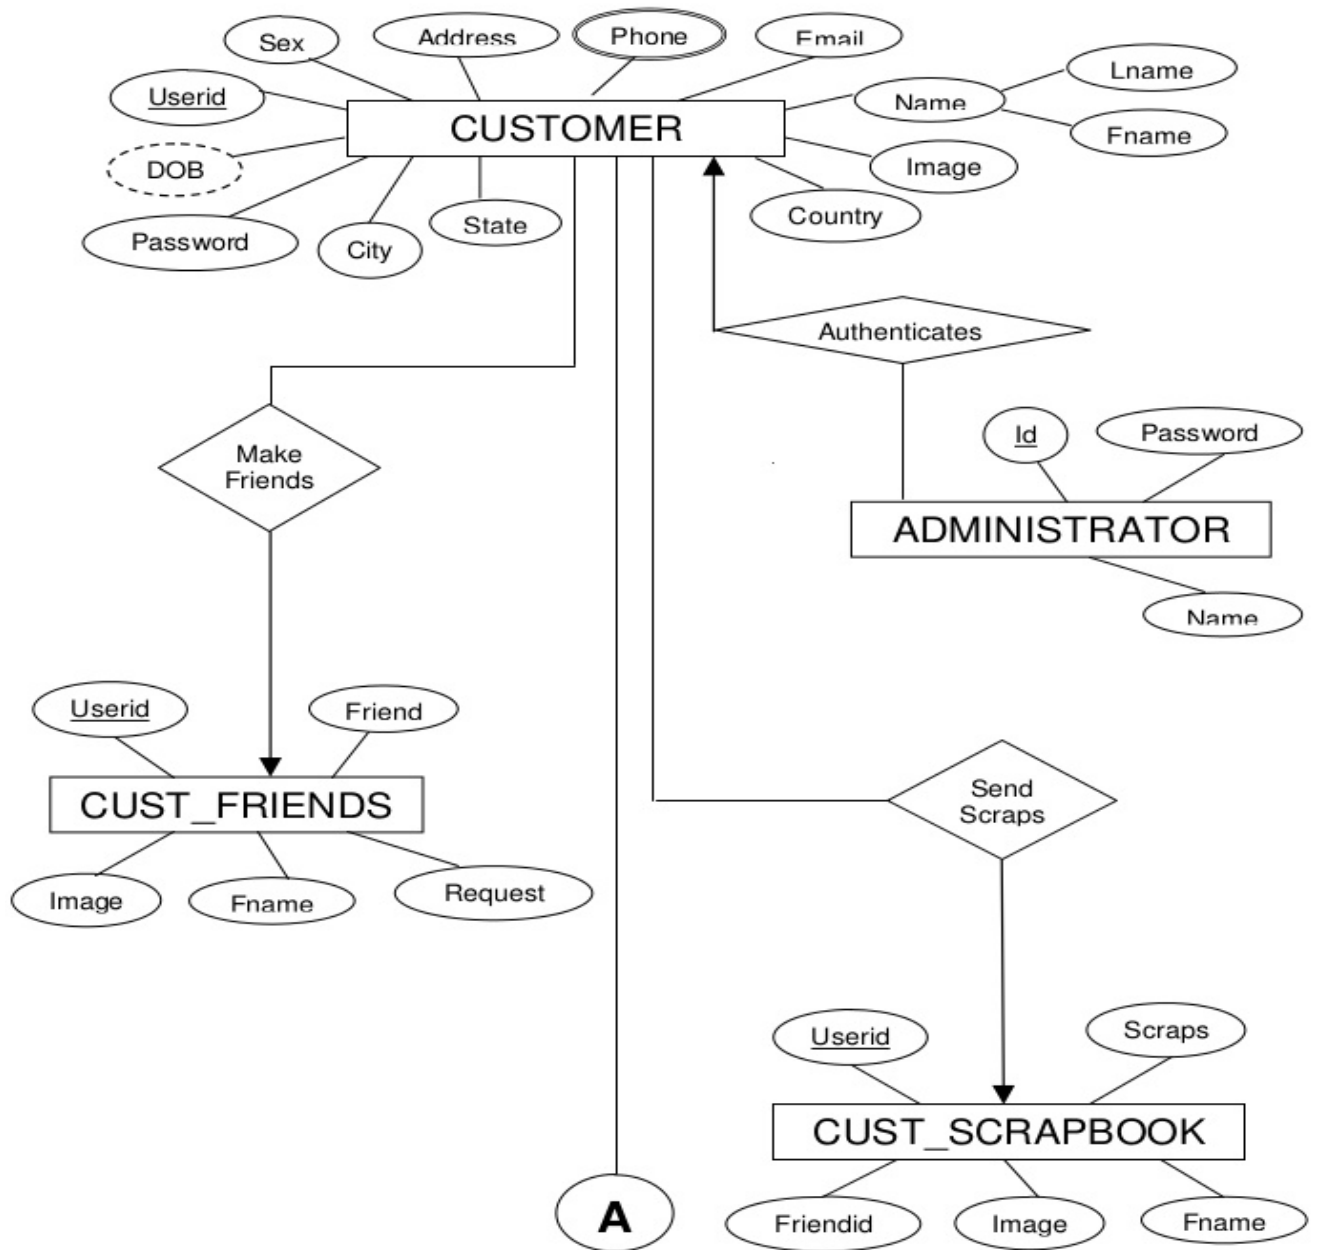 Sex
Address
Phone
Email
Lname
Userid
Name
CUSTOMER
Fname
DOB
Image
Password
City
State
Country
Authenticates
Make
Friends
Id
Password
ADMINISTRATOR
Name
Userid
Friend
CUST_FRIENDS
Image
Fname
Request
Send
Scraps
Userid
Scraps
CUST_SCRAPBOOK
A
Friendid
Image
Fname